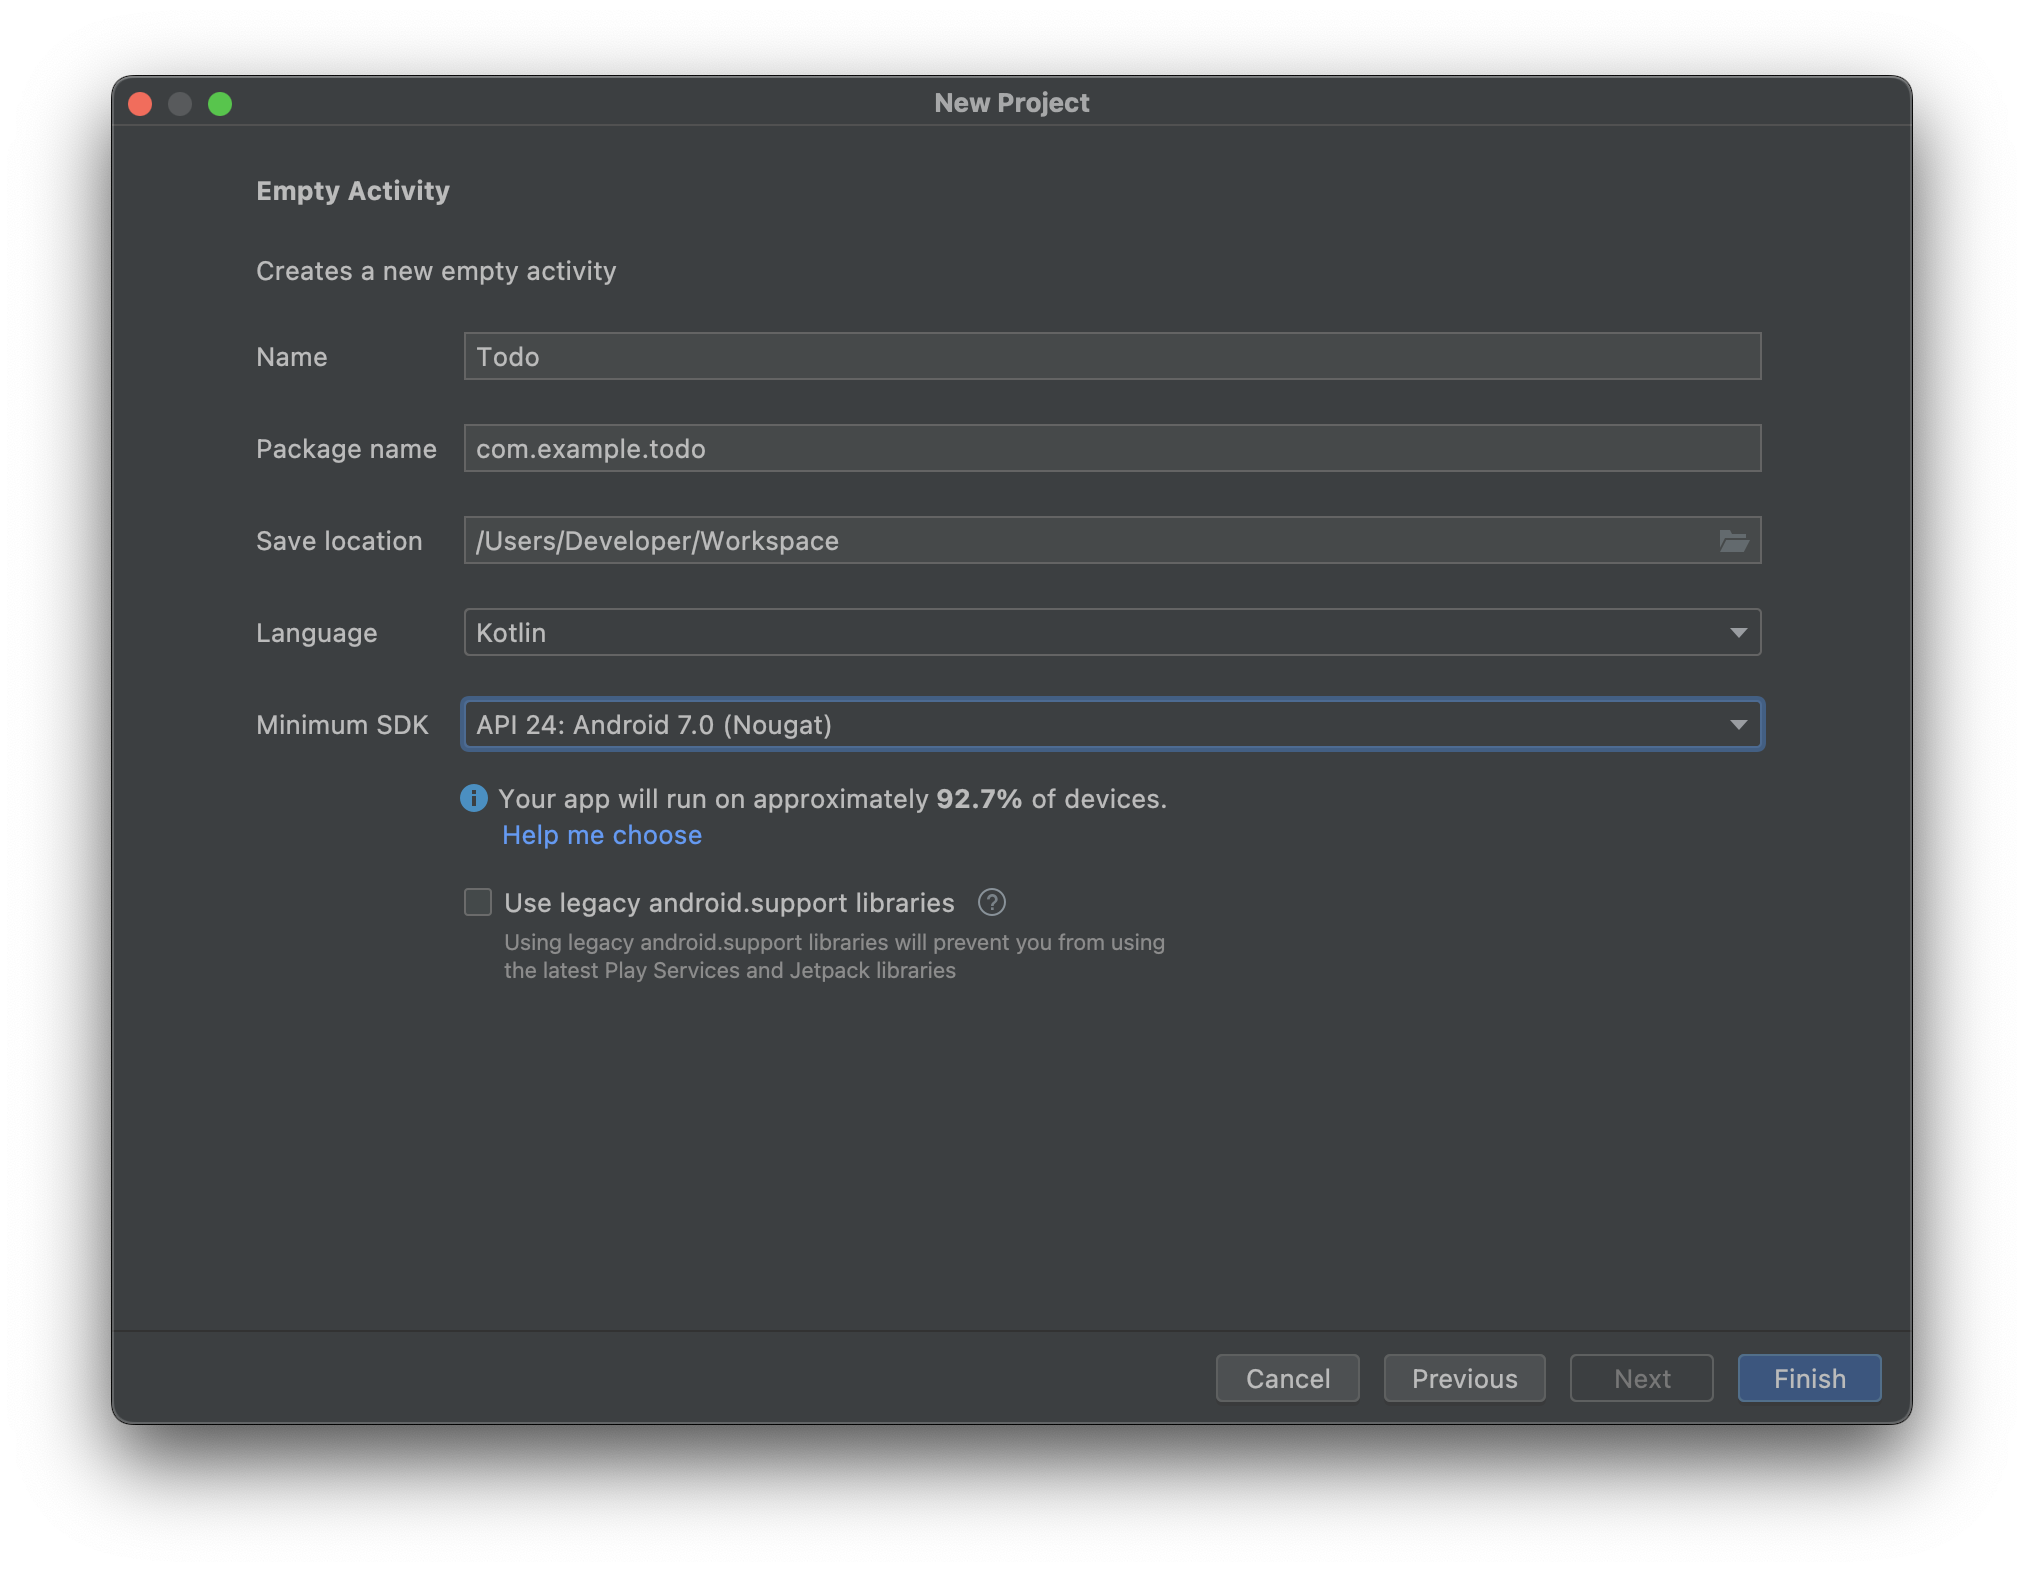 New Project
Empty Activity
Creates a new empty activity
Name Todo
Package name com.example.todo
Save location /Users/Developer/Workspace
Language Kotlin
Minimum SDK API 24: Android 7.0 (Nougat)
Your app will run on approximately 92.7% of devices.
Help me choose
Use legacy android.support libraries ?
Using legacy android.support libraries will prevent you from using
the latest Play Services and Jetpack libraries
Cancel Previous Next Finish